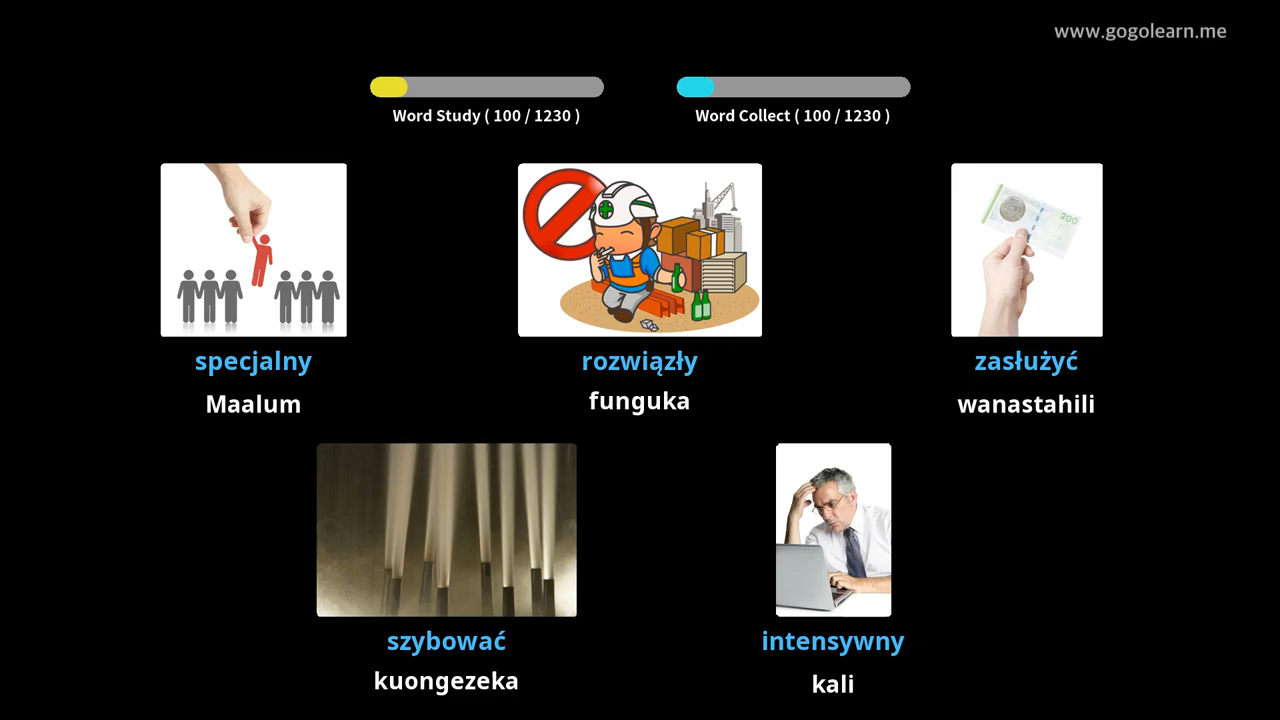 www.gogolearn.me
Word Study ( 100 / 1230 )
Word Collect ( 100 / 1230 )
200
specjalny
rozwiązły
zasłużyć
Maalum
funguka
wanastahili
szybować
intensywny
kuongezeka
kali